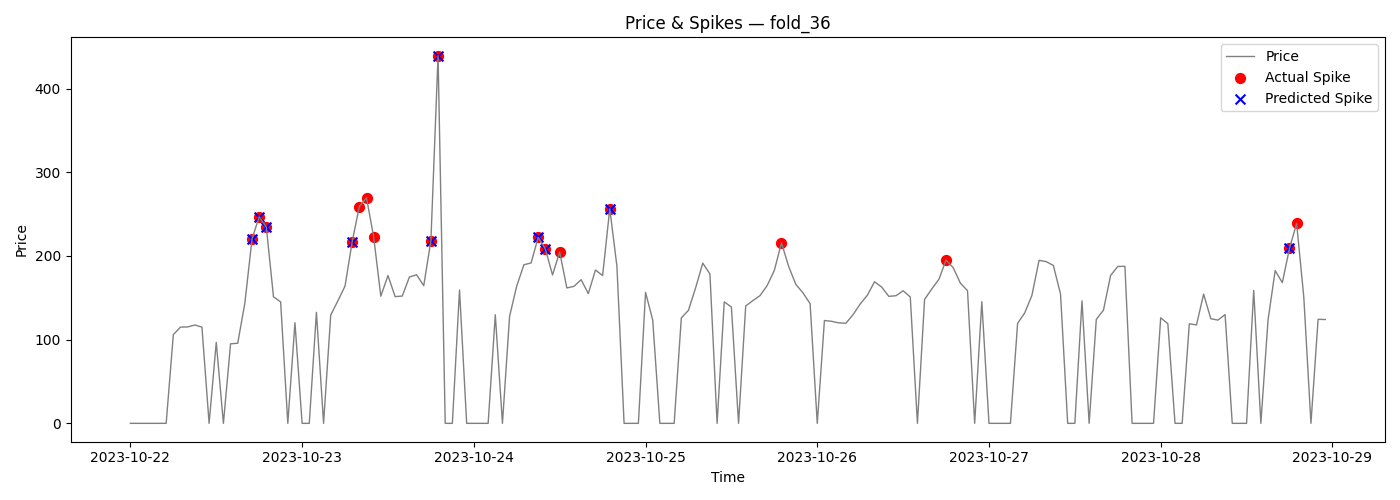 Price & Spikes — fold_36
Price
Actual Spike
Predicted Spike
400
300
200
100
0
Price
2023-10-22
2023-10-23
2023-10-24
2023-10-25
2023-10-26
2023-10-27
2023-10-28
2023-10-29
Time